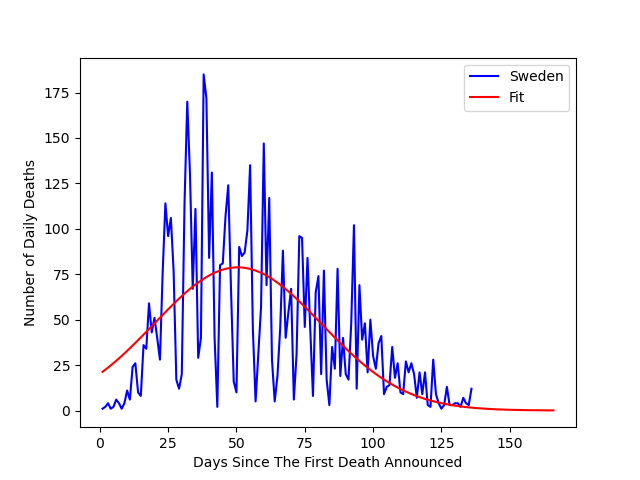 Sweden
Fit
Number of Daily Deaths
175
150
125
100
75
50
25
0
0 25 50 75 100 125 150
Days Since The First Death Announced